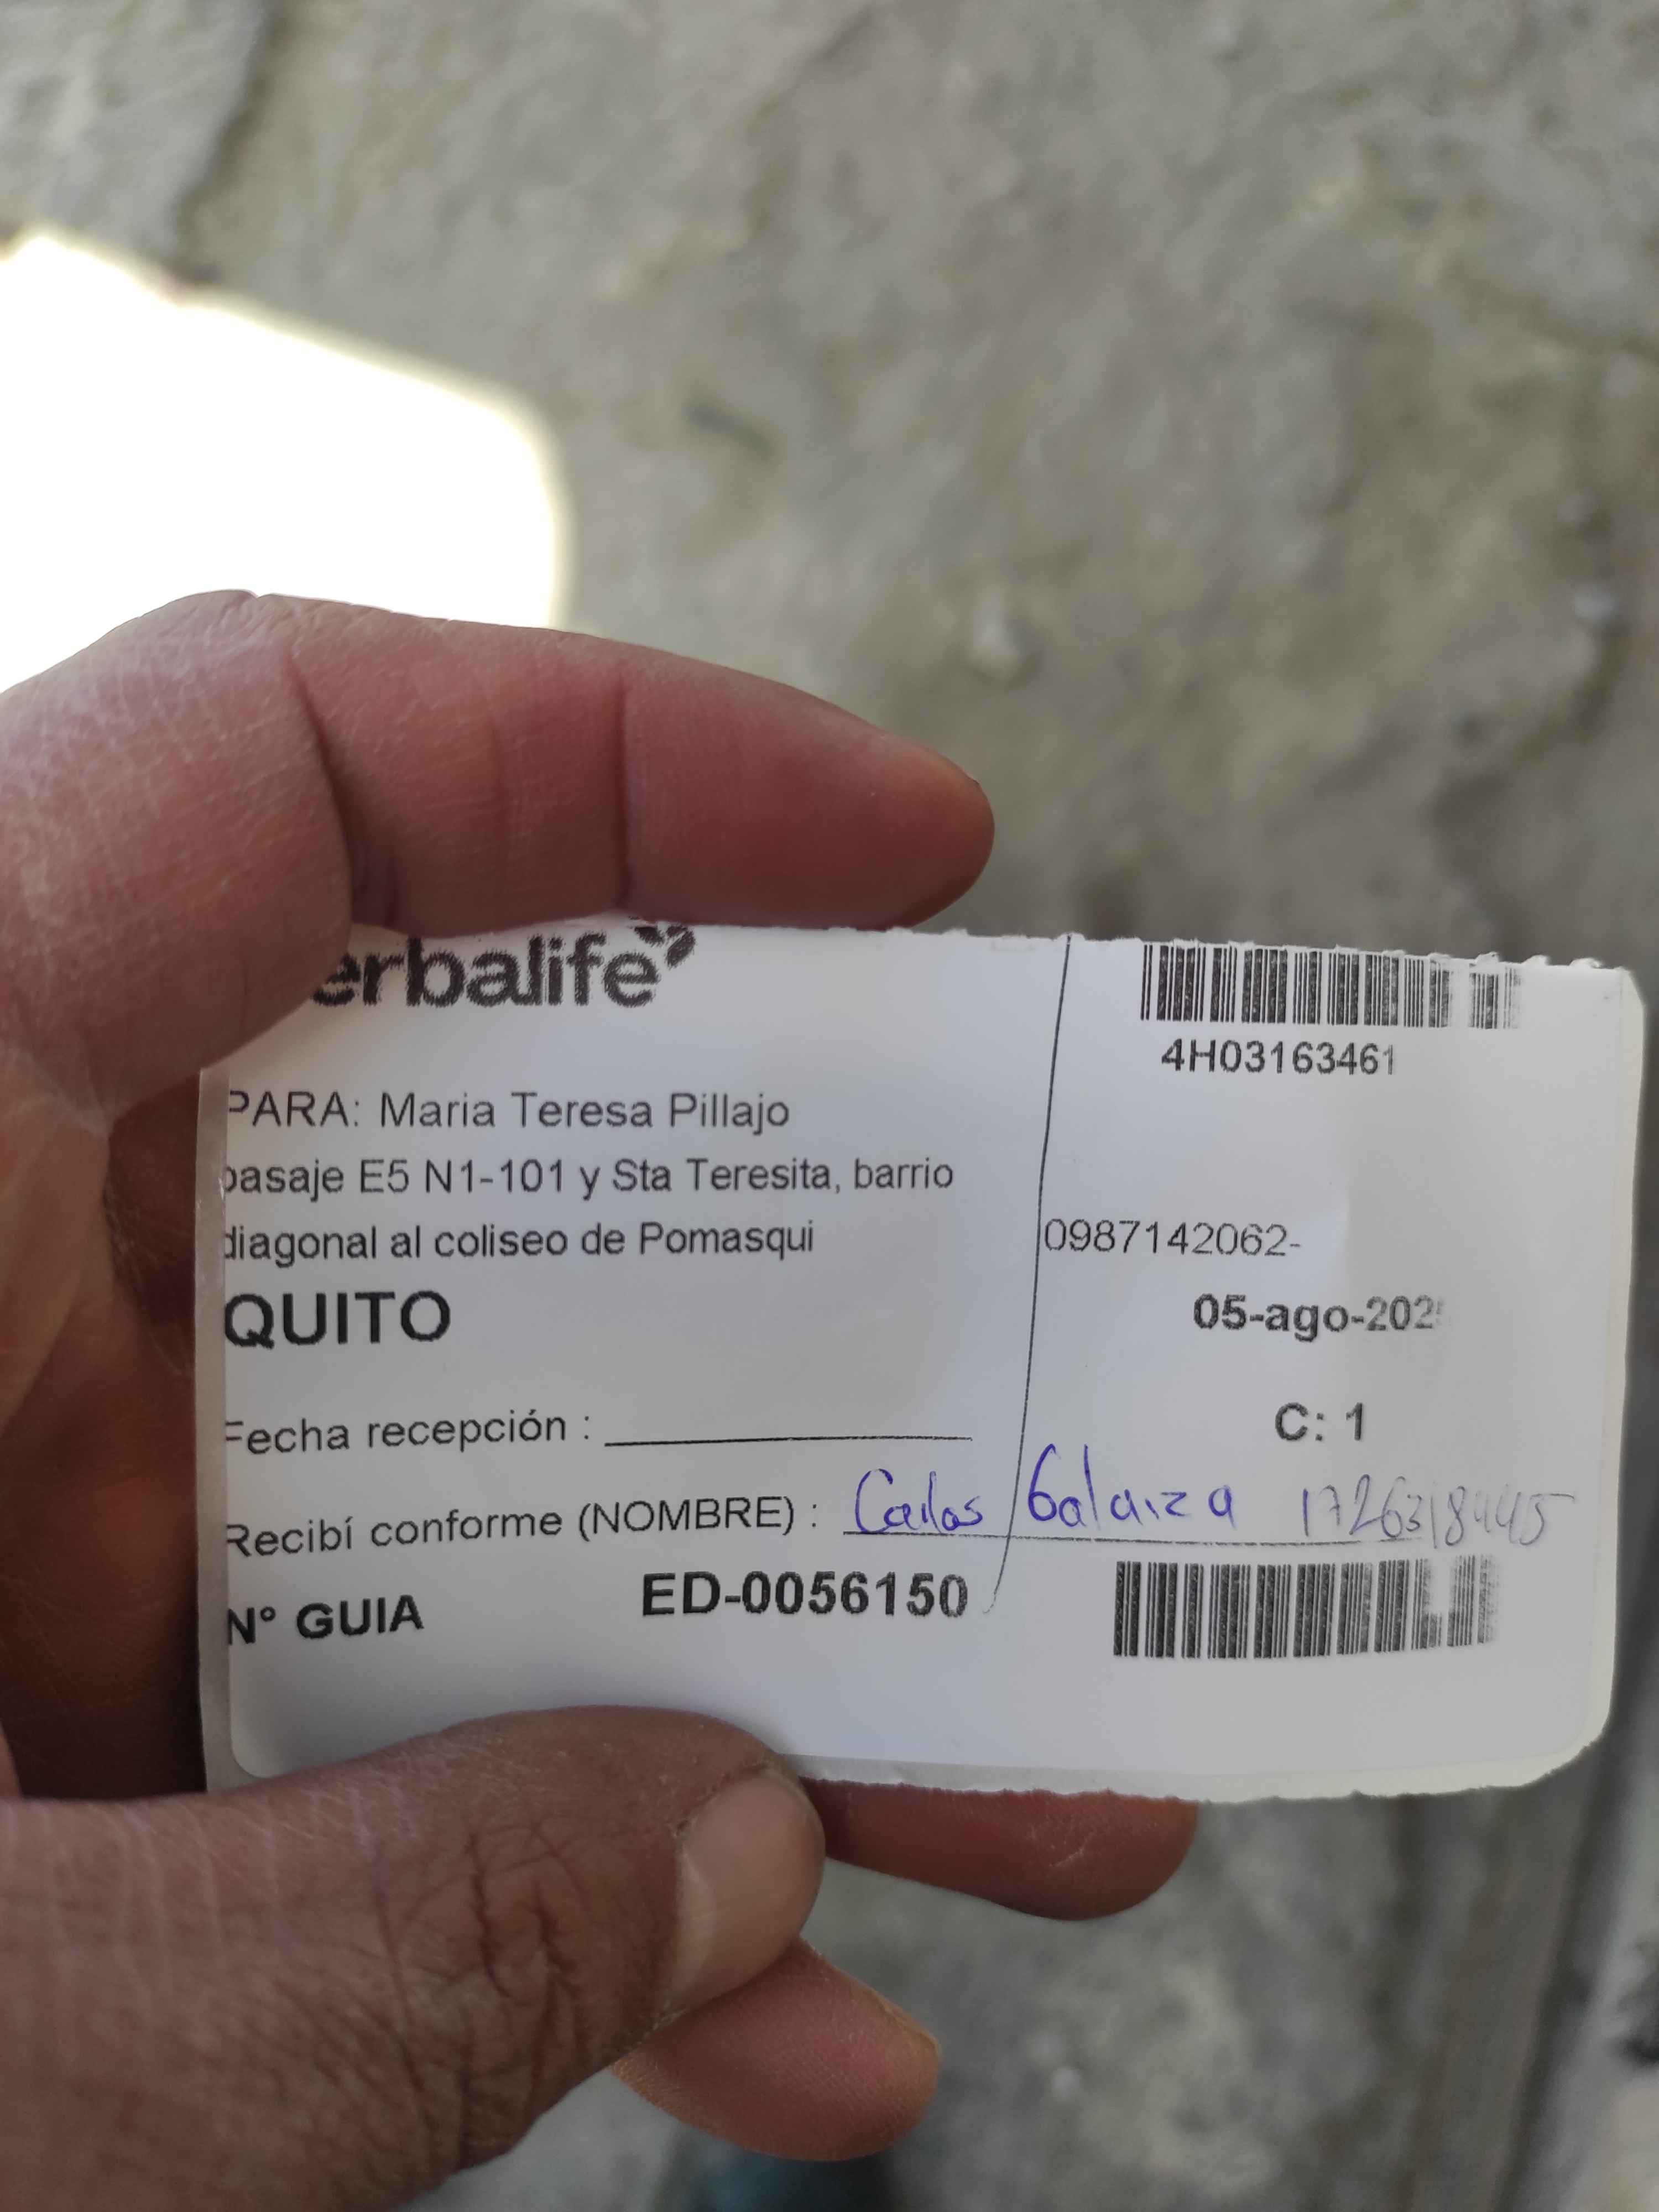 erbalife
4H03163461
PARA: Maria Teresa Pillajo
pasaje E5 N1-101 y Sta Teresita, barrio
diagonal al coliseo de Pomasqui
0987142062-
QUITO
05-ago-202
Fecha recepción :
C: 1
Recibí conforme (NOMBRE) : Carlos Galarza 1726318445
N° GUIA ED-0056150